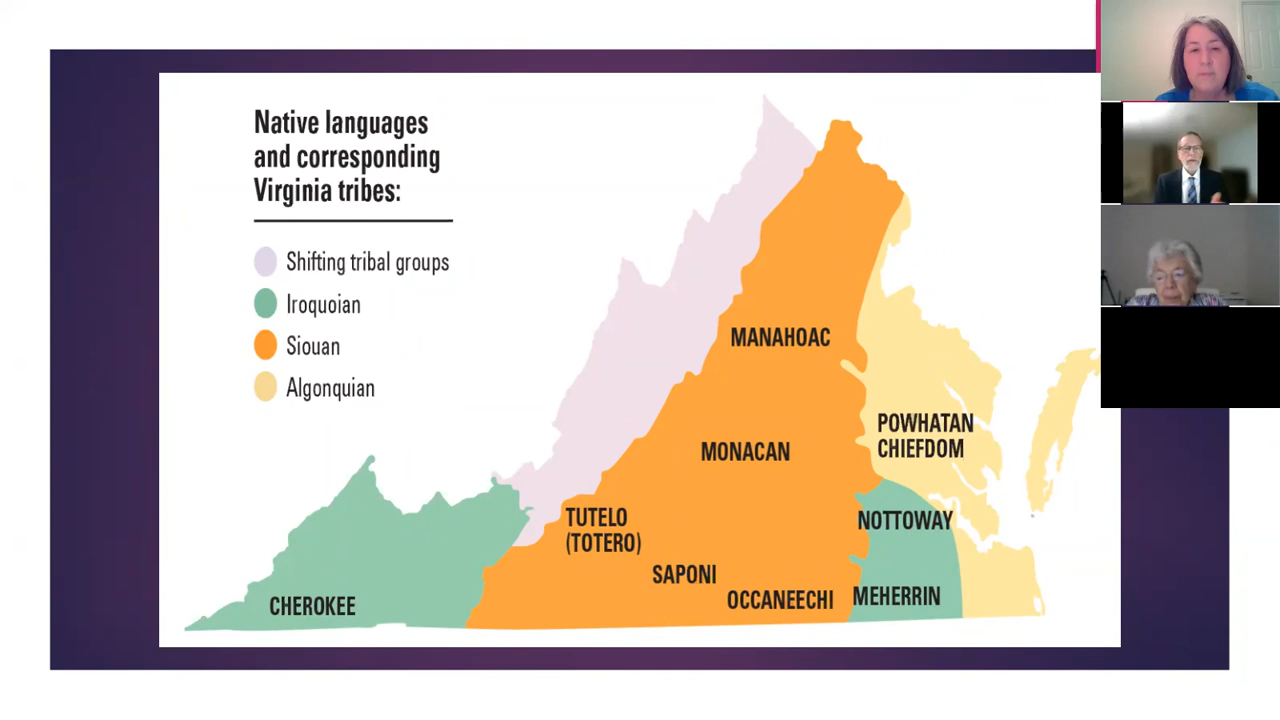 Native languages
and corresponding
Virginia tribes:
Shifting tribal groups
Iroquoian
Siouan
Algonquian
MANAHOAC
MONACAN
POWHATAN
CHIEFDOM
TUTELO
(TOTERO)
NOTTOWAY
SAPONI
OCCANEECHI
MEHERRIN
CHEROKEE